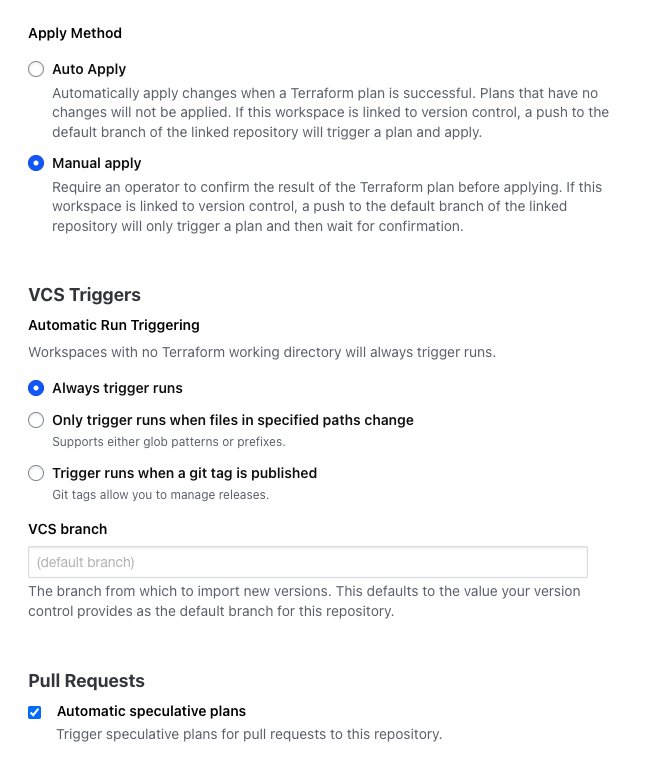 Apply Method
Auto Apply
Automatically apply changes when a Terraform plan is successful. Plans that have no
changes will not be applied. If this workspace is linked to version control, a push to the
default branch of the linked repository will trigger a plan and apply.
Manual apply
Require an operator to confirm the result of the Terraform plan before applying. If this
workspace is linked to version control, a push to the default branch of the linked
repository will only trigger a plan and then wait for confirmation.
VCS Triggers
Automatic Run Triggering
Workspaces with no Terraform working directory will always trigger runs.
Always trigger runs
Only trigger runs when files in specified paths change
Supports either glob patterns or prefixes.
Trigger runs when a git tag is published
Git tags allow you to manage releases.
VCS branch
(default branch)
The branch from which to import new versions. This defaults to the value your version
control provides as the default branch for this repository.
Pull Requests
Automatic speculative plans
Trigger speculative plans for pull requests to this repository.